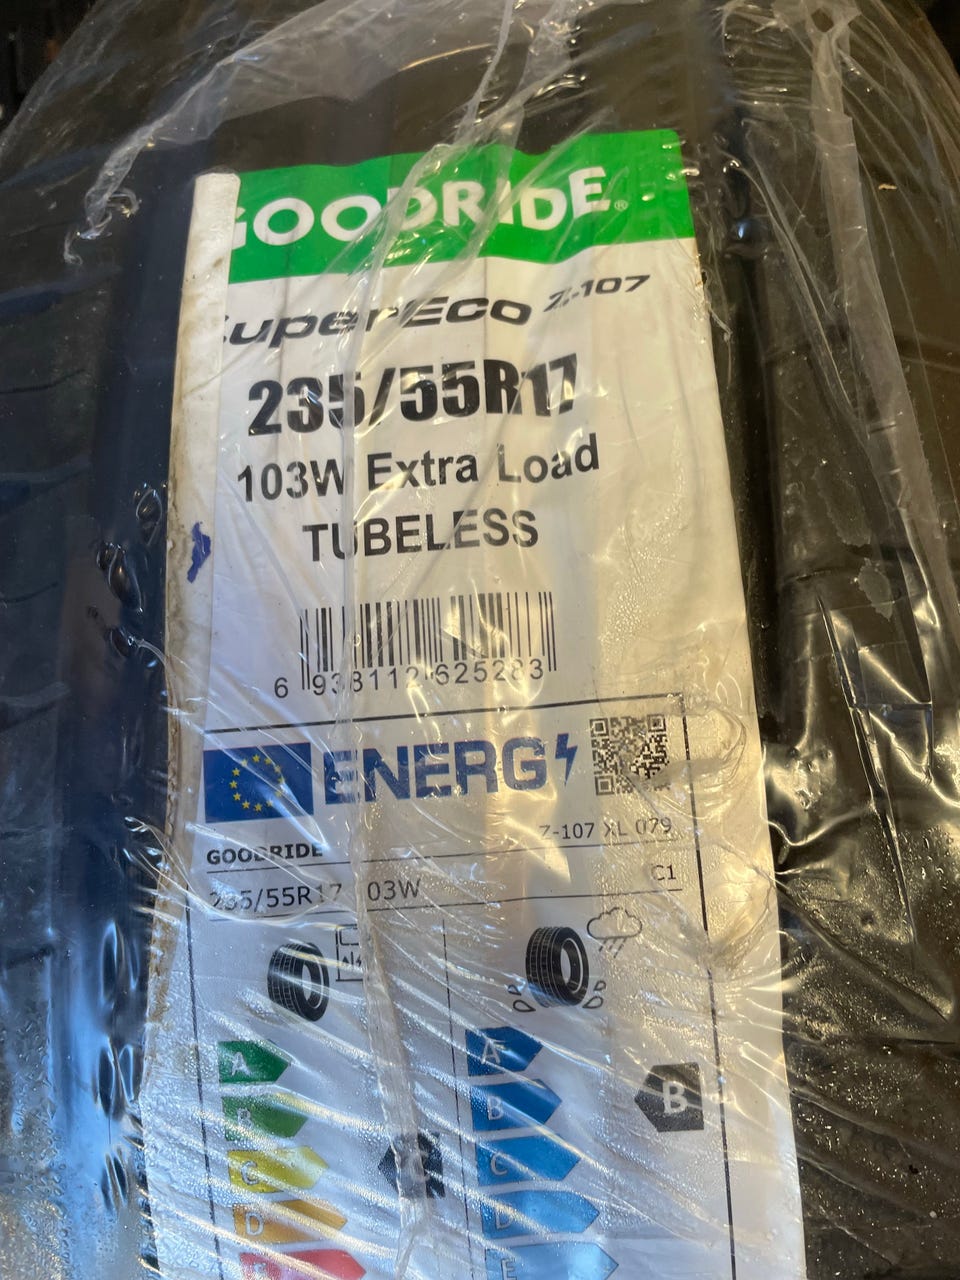 GOODRIDE®
SuperEco Z-107
235/55R17
103W Extra Load
TUBELESS
6 938112 625283
ENERG
Z-107 XL 079
GOODRIDE
235/55R17 103W C1
A A
B B B
C C C
D D
E E